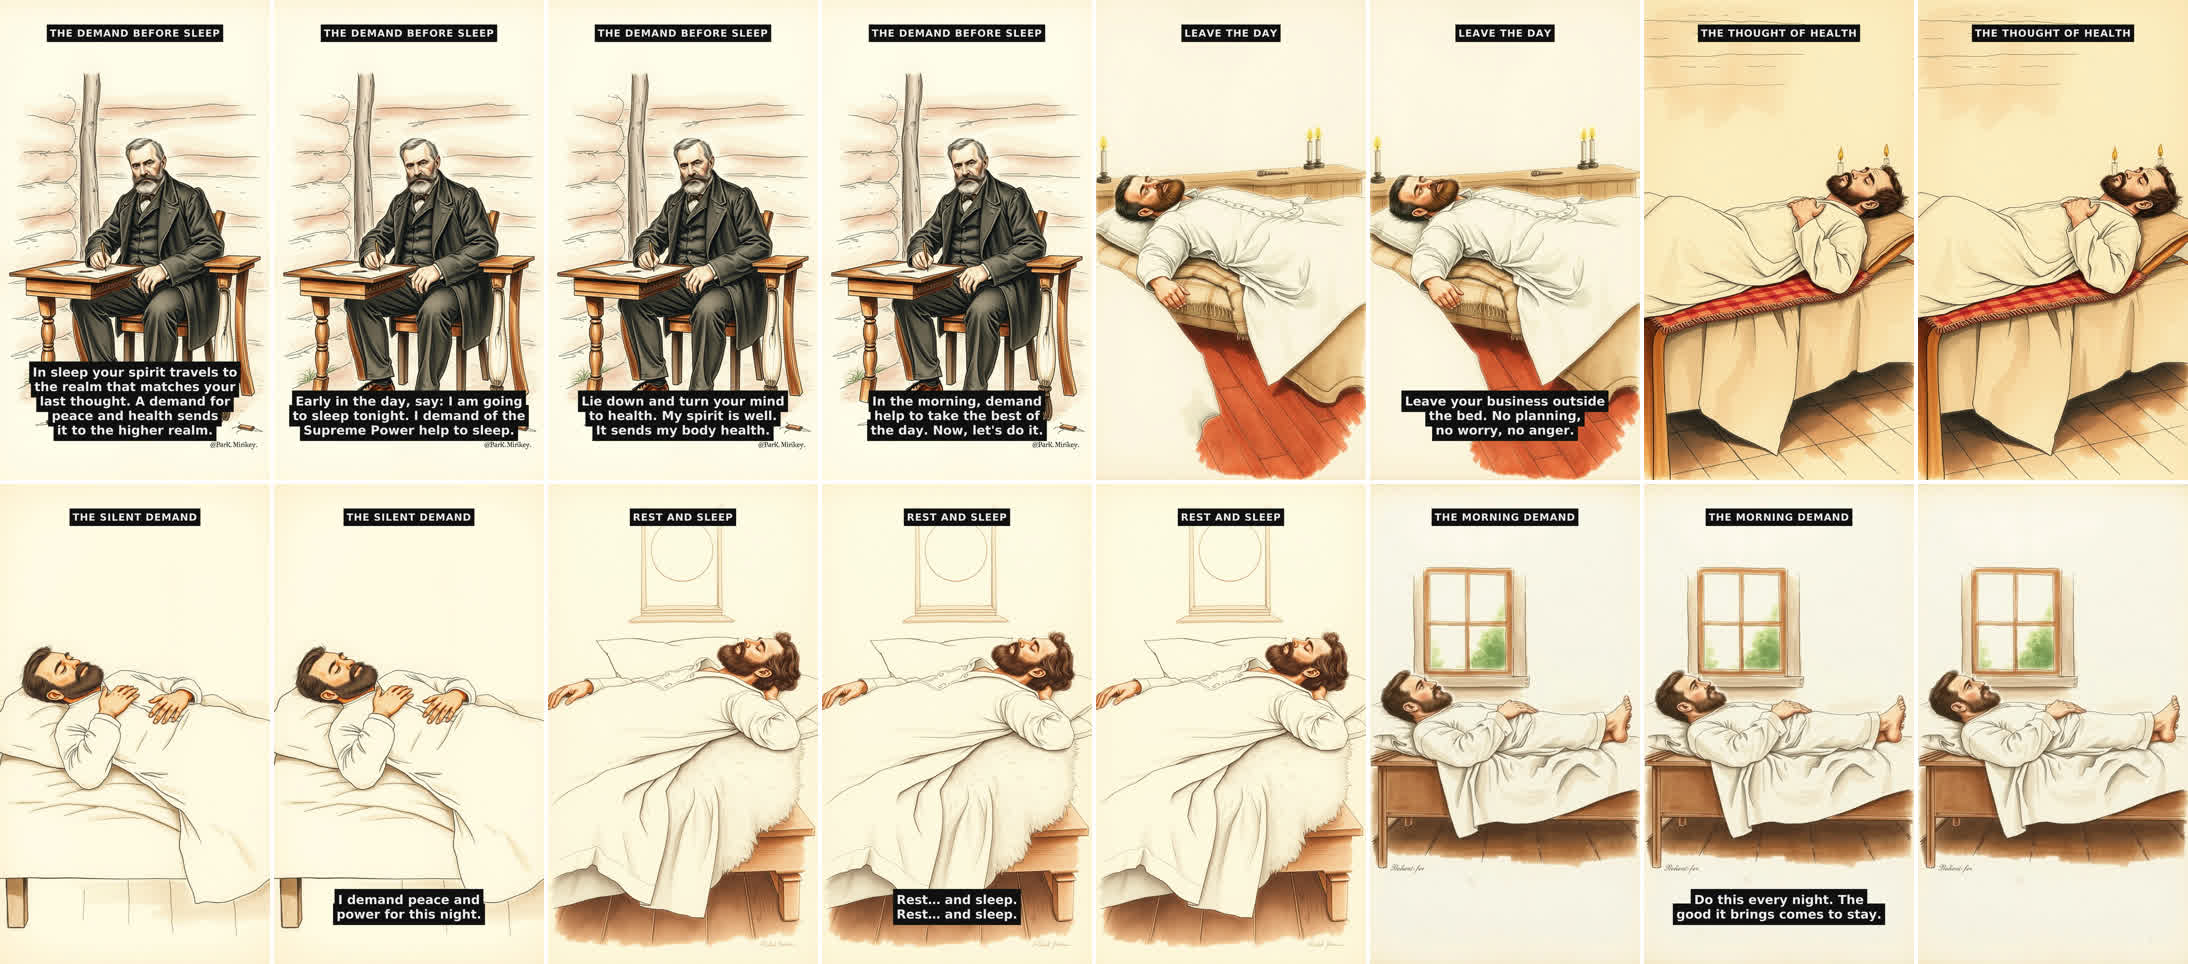 THE DEMAND BEFORE SLEEP
In sleep your spirit travels to
the realm that matches your
last thought. A demand for
peace and health sends
it to the higher realm.
@Park.Mirikey.
THE DEMAND BEFORE SLEEP
Early in the day, say: I am going
to sleep tonight. I demand of the
Supreme Power help to sleep.
@Park.Mirikey.
THE DEMAND BEFORE SLEEP
Lie down and turn your mind
to health. My spirit is well.
It sends my body health.
@Park.Mirikey.
THE DEMAND BEFORE SLEEP
In the morning, demand
help to take the best of
the day. Now, let's do it.
@Park.Mirikey.
LEAVE THE DAY
LEAVE THE DAY
Leave your business outside
the bed. No planning,
no worry, no anger.
THE THOUGHT OF HEALTH
THE THOUGHT OF HEALTH
THE SILENT DEMAND
THE SILENT DEMAND
I demand peace and
power for this night.
REST AND SLEEP
REST AND SLEEP
Rest... and sleep.
Rest... and sleep.
REST AND SLEEP
THE MORNING DEMAND
THE MORNING DEMAND
Do this every night. The
good it brings comes to stay.